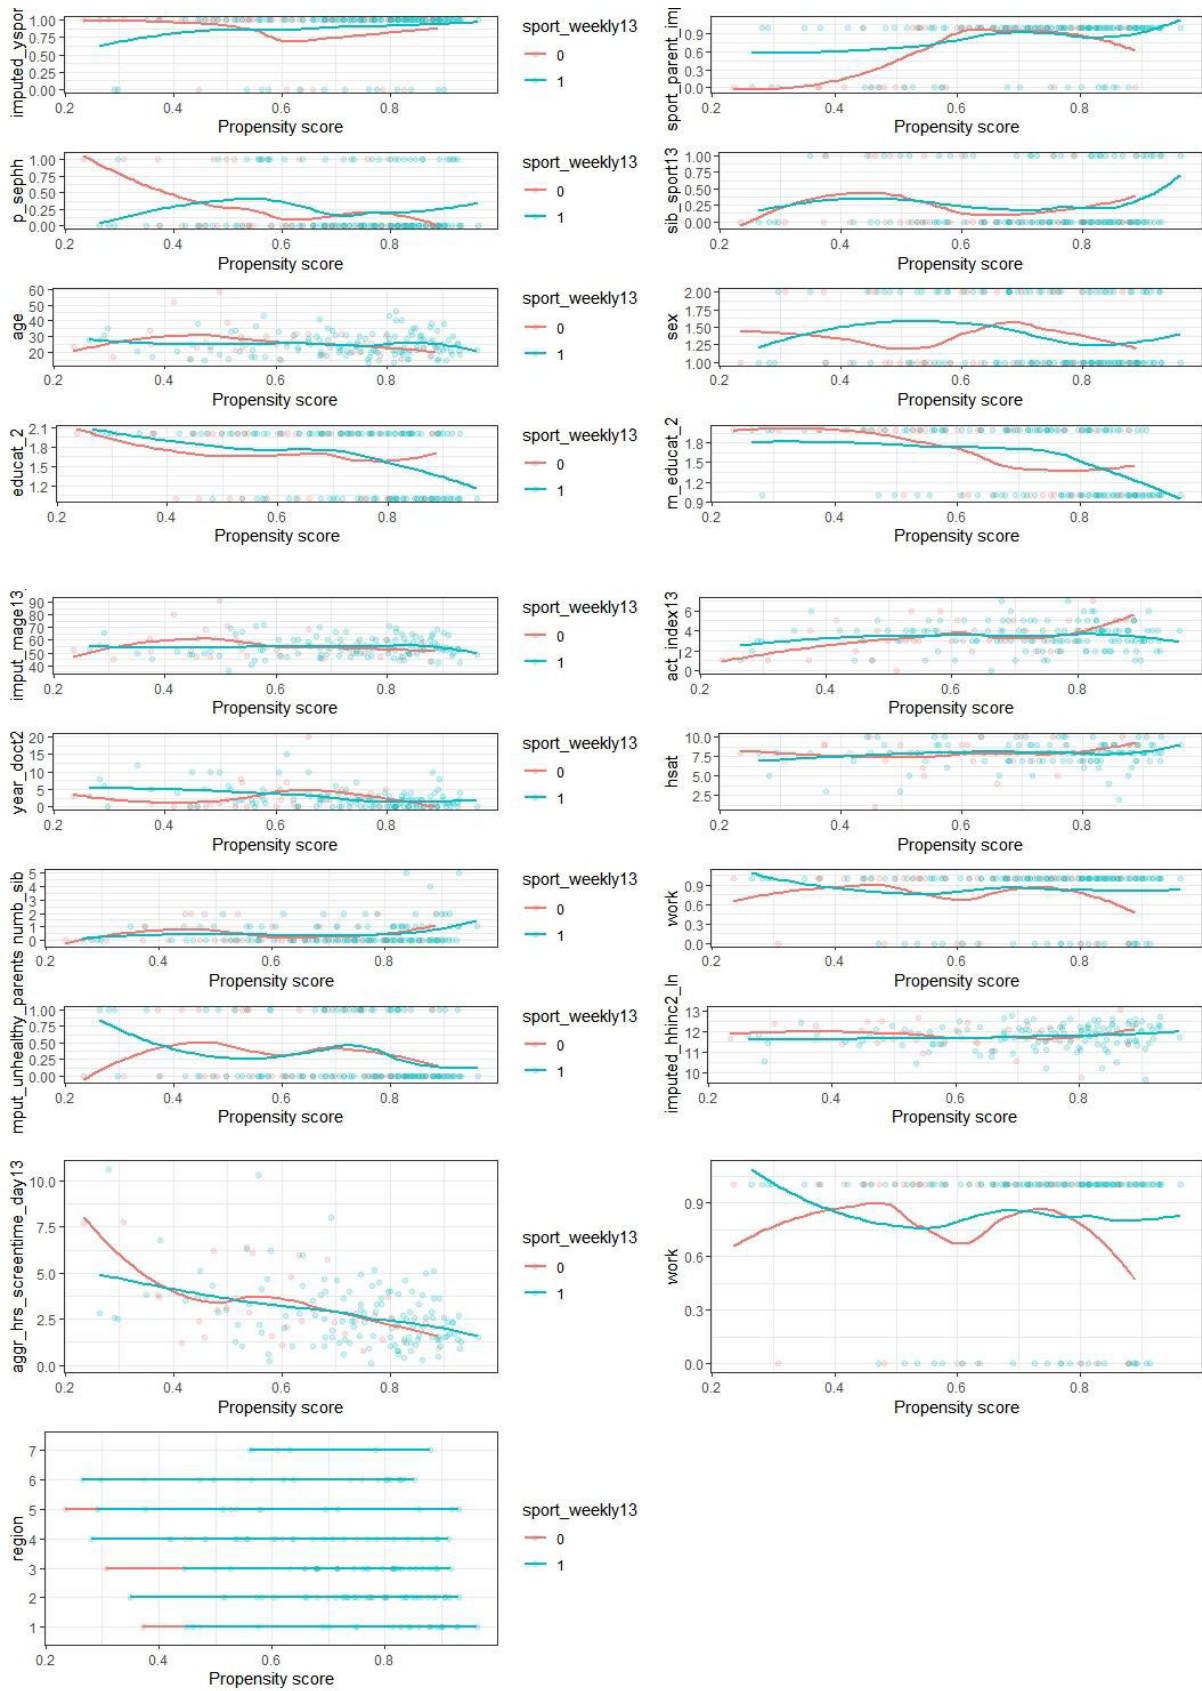 imputed_yspor
1.00
0.75
0.50
0.25
0.00
0.2 0.4 0.6 0.8
Propensity score
sport_weekly13
0
1
sport_parent_imp
0.9
0.6
0.3
0.0
0.2 0.4 0.6 0.8
Propensity score
p_sephh
1.00
0.75
0.50
0.25
0.00
0.2 0.4 0.6 0.8
Propensity score
sport_weekly13
0
1
sib_sport13
1.00
0.75
0.50
0.25
0.00
0.2 0.4 0.6 0.8
Propensity score
age
60
50
40
30
20
0.2 0.4 0.6 0.8
Propensity score
sport_weekly13
0
1
sex
2.00
1.75
1.50
1.25
1.00
0.2 0.4 0.6 0.8
Propensity score
educat_2
2.1
1.8
1.5
1.2
0.2 0.4 0.6 0.8
Propensity score
sport_weekly13
0
1
m_educat_2
1.8
1.5
1.2
0.9
0.2 0.4 0.6 0.8
Propensity score
imput_mage13
90
80
70
60
50
40
0.2 0.4 0.6 0.8
Propensity score
sport_weekly13
0
1
act_index13
6
4
2
0
0.2 0.4 0.6 0.8
Propensity score
year_doct2
20
15
10
5
0
0.2 0.4 0.6 0.8
Propensity score
sport_weekly13
0
1
hsat
10.0
7.5
5.0
2.5
0.2 0.4 0.6 0.8
Propensity score
numb_sib
5
4
3
2
1
0
0.2 0.4 0.6 0.8
Propensity score
sport_weekly13
0
1
work
0.9
0.6
0.3
0.0
0.2 0.4 0.6 0.8
Propensity score
mput_unhealthy_parents
1.00
0.75
0.50
0.25
0.00
0.2 0.4 0.6 0.8
Propensity score
sport_weekly13
0
1
imputed_hhinc2_ln
13
12
11
10
0.2 0.4 0.6 0.8
Propensity score
aggr_hrs_screentime_day13
10.0
7.5
5.0
2.5
0.0
0.2 0.4 0.6 0.8
Propensity score
sport_weekly13
0
1
work
0.9
0.6
0.3
0.0
0.2 0.4 0.6 0.8
Propensity score
region
7
6
5
4
3
2
1
0.2 0.4 0.6 0.8
Propensity score
sport_weekly13
0
1